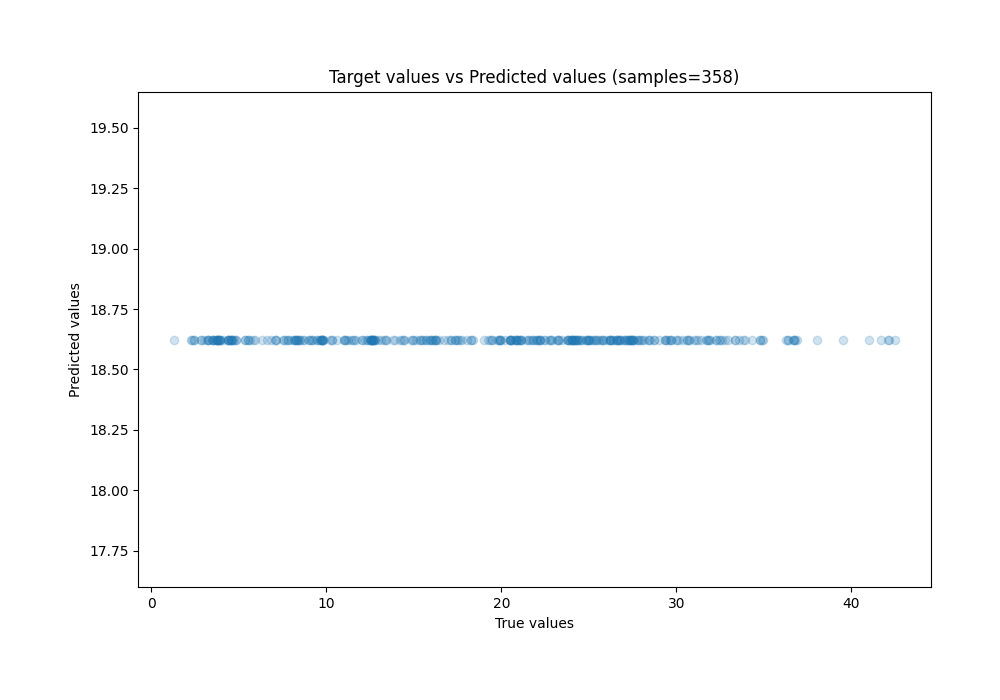 Target values vs Predicted values (samples=358)
19.50
19.25
19.00
18.75
18.50
18.25
18.00
17.75
Predicted values
0 10 20 30 40
True values